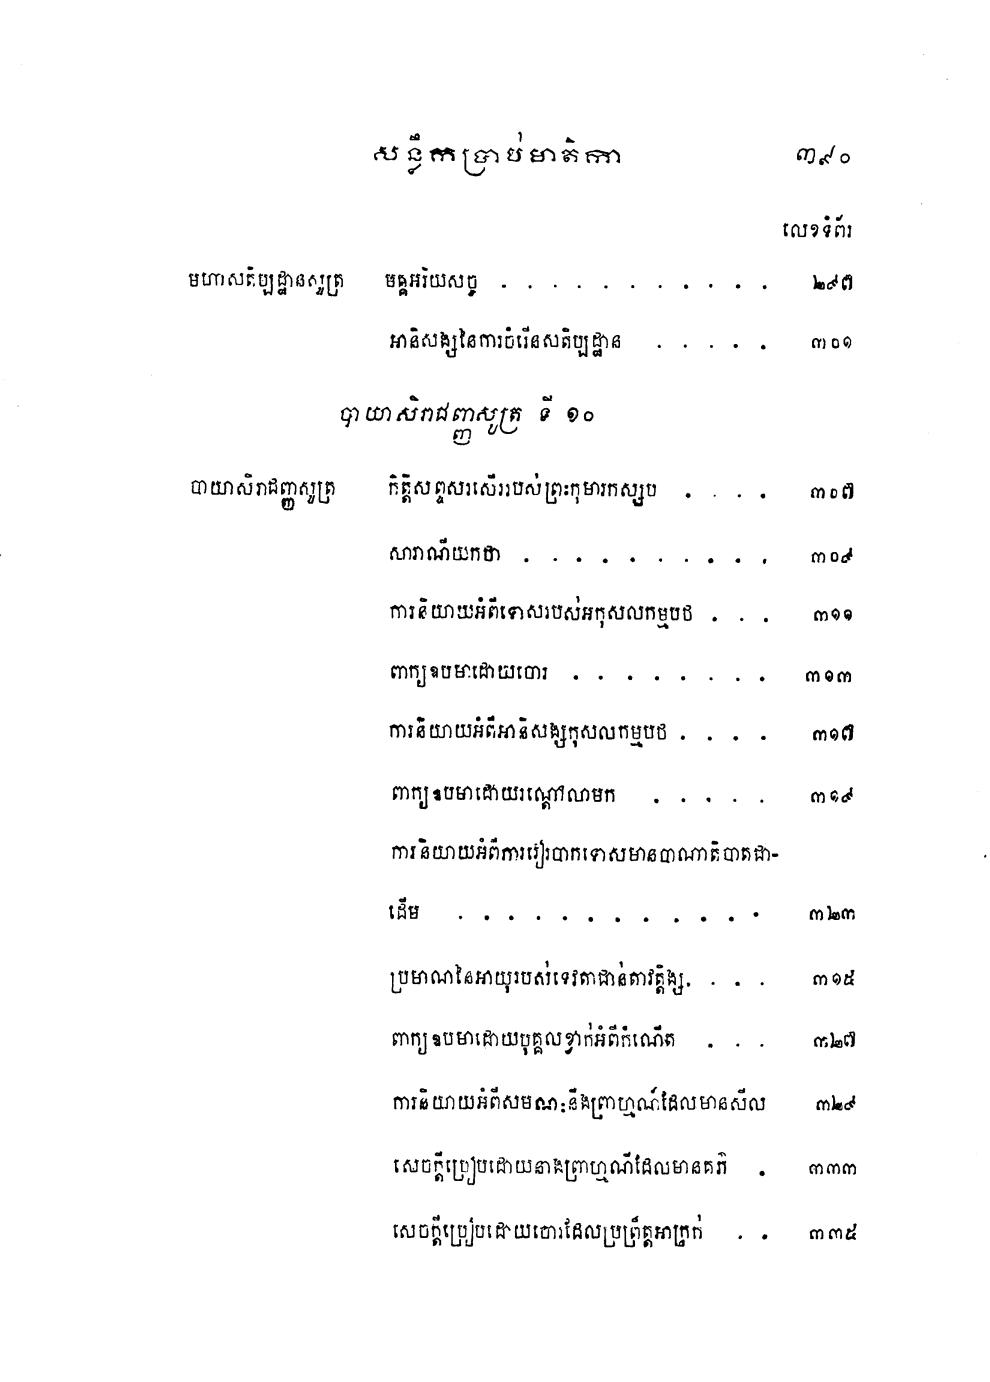 សន្លឹកប្រាប់មាតិកា ៣៩០
លេខទំព័រ
មហាសតិប្បដ្ឋានសូត្រ មគ្គអរិយសច្ច . . . . . . . . . . . ២៩៧
អានិសង្សនៃការចំរើនសតិប្បដ្ឋាន . . . . . ៣០១
បាយាសិរាជញ្ញសូត្រ ទី ១០
បាយាសិរាជញ្ញសូត្រ កិត្តិសព្ទសរសើររបស់ព្រះកុមារកស្សប . . . . ៣០៧
សារាណីយកថា . . . . . . . . . . ៣០៩
ការនិយាយអំពីទោសរបស់អកុសលកម្មបថ . . . ៣១១
ពាក្យឧបមាដោយចោរ . . . . . . . . ៣១៣
ការនិយាយអំពីអានិសង្សកុសលកម្មបថ . . . . ៣១៧
ពាក្យឧបមាដោយរណ្តៅលាមក . . . . . ៣១៩
ការនិយាយអំពីការវៀរចាកទោសមានបាណាតិបាតជា-
ដើម . . . . . . . . . . . . ៣២៣
ប្រមាណនៃអាយុរបស់ទេវតាជាន់តាវត្តិង្ស . . . . ៣១៥
ពាក្យឧបមាដោយបុគ្គលខ្វាក់អំពីកំណើត . . . ៣២៧
ការនិយាយអំពីសមណៈនឹងព្រាហ្មណ៍ដែលមានសីល ៣២៩
សេចក្តីប្រៀបដោយនាងព្រាហ្មណីដែលមានគភ៌ . ៣៣៣
សេចក្តីប្រៀបដោយចោរដែលប្រព្រឹត្តអាក្រក់ . . ៣៣៥